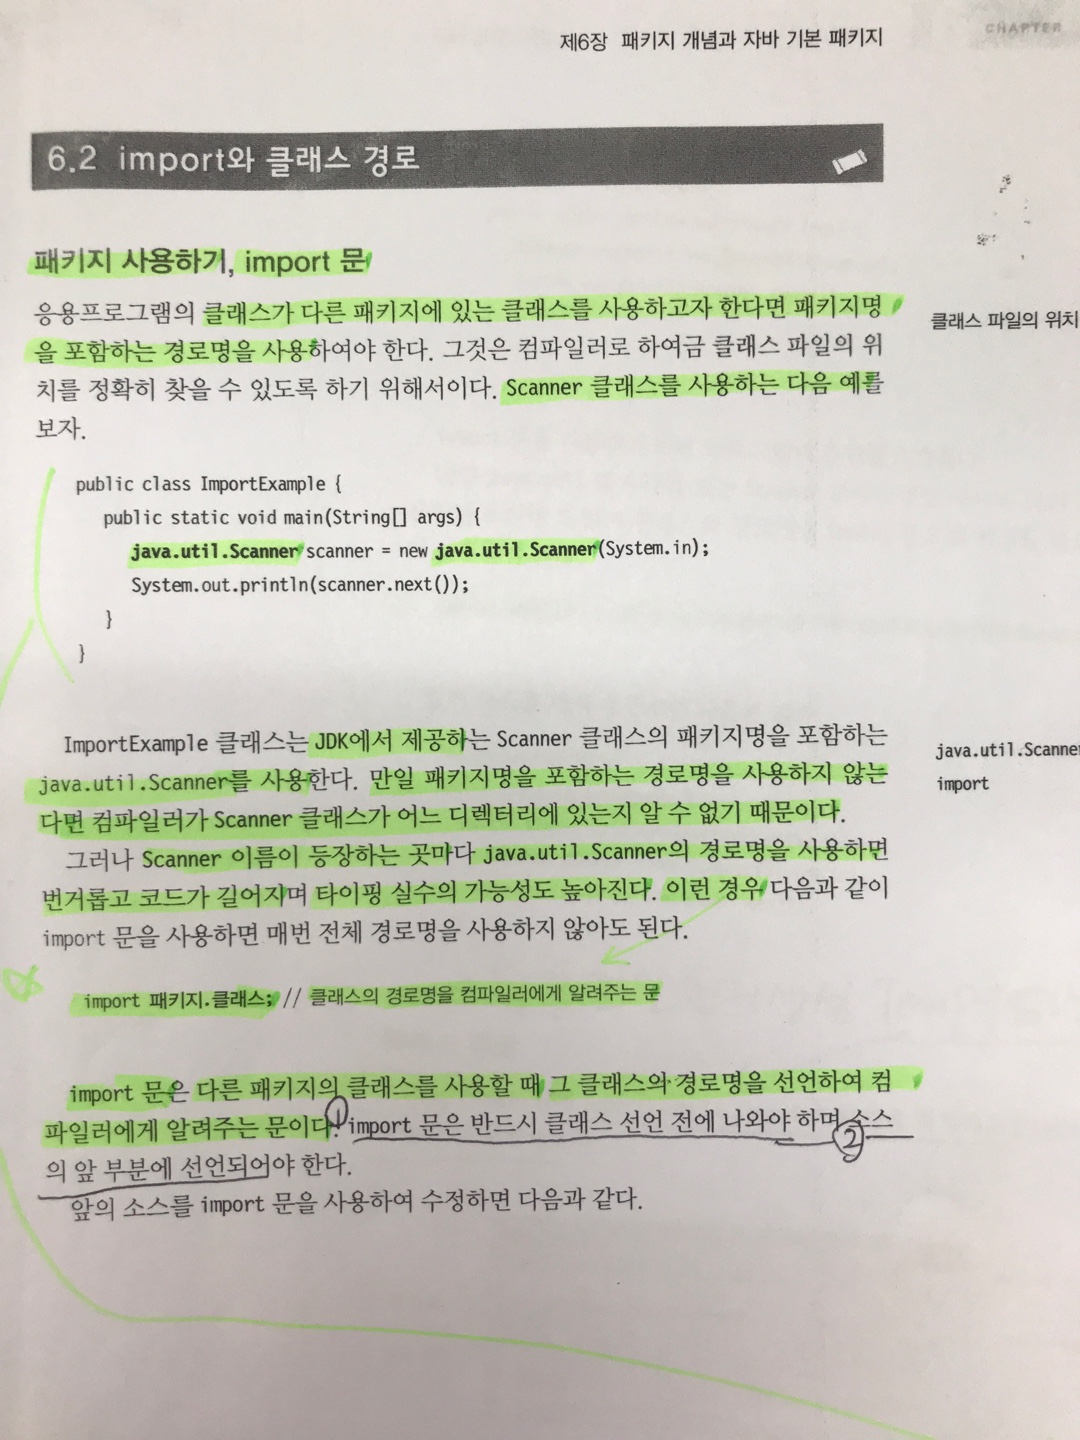 CHAPTER
제6장 패키지 개념과 자바 기본 패키지
6.2 import와 클래스 경로
패키지 사용하기, import 문
응용프로그램의 클래스가 다른 패키지에 있는 클래스를 사용하고자 한다면 패키지명
을 포함하는 경로명을 사용하여야 한다. 그것은 컴파일러로 하여금 클래스 파일의 위
치를 정확히 찾을 수 있도록 하기 위해서이다. Scanner 클래스를 사용하는 다음 예를
보자.
클래스 파일의 위치
public class ImportExample {
public static void main(String[] args) {
java.util.Scanner scanner = new java.util.Scanner(System.in);
System.out.println(scanner.next());
}
}
ImportExample 클래스는 JDK에서 제공하는 Scanner 클래스의 패키지명을 포함하는
java.util.Scanner를 사용한다. 만일 패키지명을 포함하는 경로명을 사용하지 않는
다면 컴파일러가 Scanner 클래스가 어느 디렉터리에 있는지 알 수 없기 때문이다.
java.util.Scanner
import
그러나 Scanner 이름이 등장하는 곳마다 java.util.Scanner의 경로명을 사용하면
번거롭고 코드가 길어지며 타이핑 실수의 가능성도 높아진다. 이런 경우 다음과 같이
import 문을 사용하면 매번 전체 경로명을 사용하지 않아도 된다.
import 패키지.클래스; // 클래스의 경로명을 컴파일러에게 알려주는 문
import 문은 다른 패키지의 클래스를 사용할 때 그 클래스의 경로명을 선언하여 컴
파일러에게 알려주는 문이다. ① import 문은 반드시 클래스 선언 전에 나와야 하며 ② 소스
의 앞 부분에 선언되어야 한다.
앞의 소스를 import 문을 사용하여 수정하면 다음과 같다.